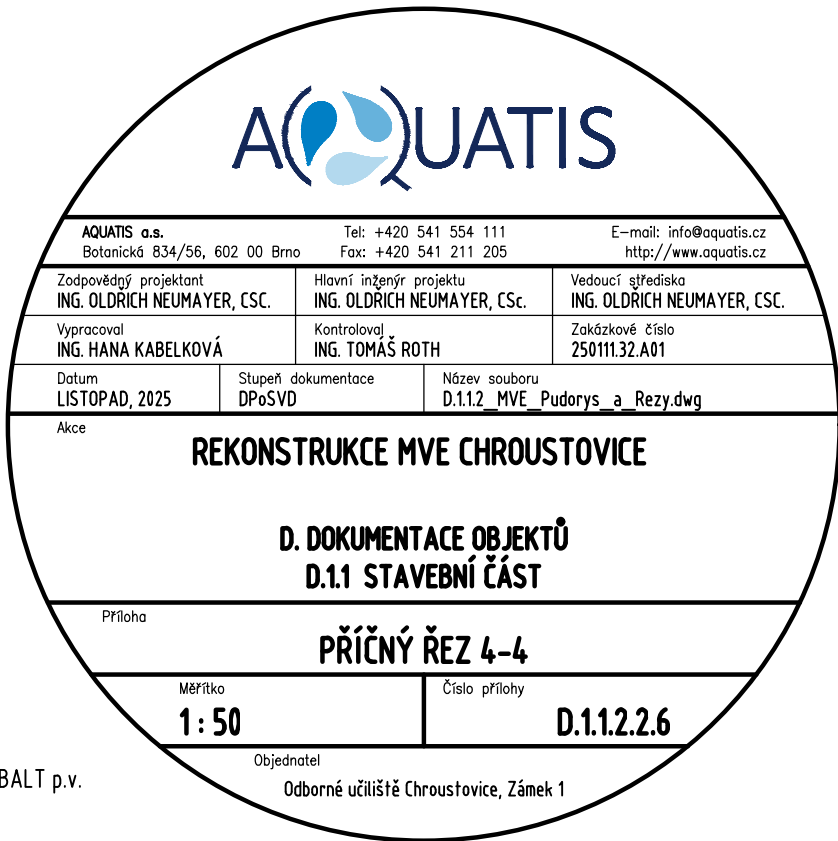 AQUATIS
AQUATIS a.s. Tel: +420 541 554 111 E-mail: info@aquatis.cz
Botanická 834/56, 602 00 Brno Fax: +420 541 211 205 http://www.aquatis.cz
Zodpovědný projektant Hlavní inženýr projektu Vedoucí střediska
ING. OLDŘICH NEUMAYER, CSC. ING. OLDŘICH NEUMAYER, CSc. ING. OLDŘICH NEUMAYER, CSC.
Vypracoval Kontroloval Zakázkové číslo
ING. HANA KABELKOVÁ ING. TOMÁŠ ROTH 250111.32.A01
Datum Stupeň dokumentace Název souboru
LISTOPAD, 2025 DPoSVD D.1.1.2_MVE_Pudorys_a_Rezy.dwg
Akce
REKONSTRUKCE MVE CHROUSTOVICE
D. DOKUMENTACE OBJEKTŮ
D.1.1 STAVEBNÍ ČÁST
Příloha
PŘÍČNÝ ŘEZ 4-4
Měřítko Číslo přílohy
1 : 50 D.1.1.2.2.6
Objednatel
BALT p.v.
Odborné učiliště Chroustovice, Zámek 1